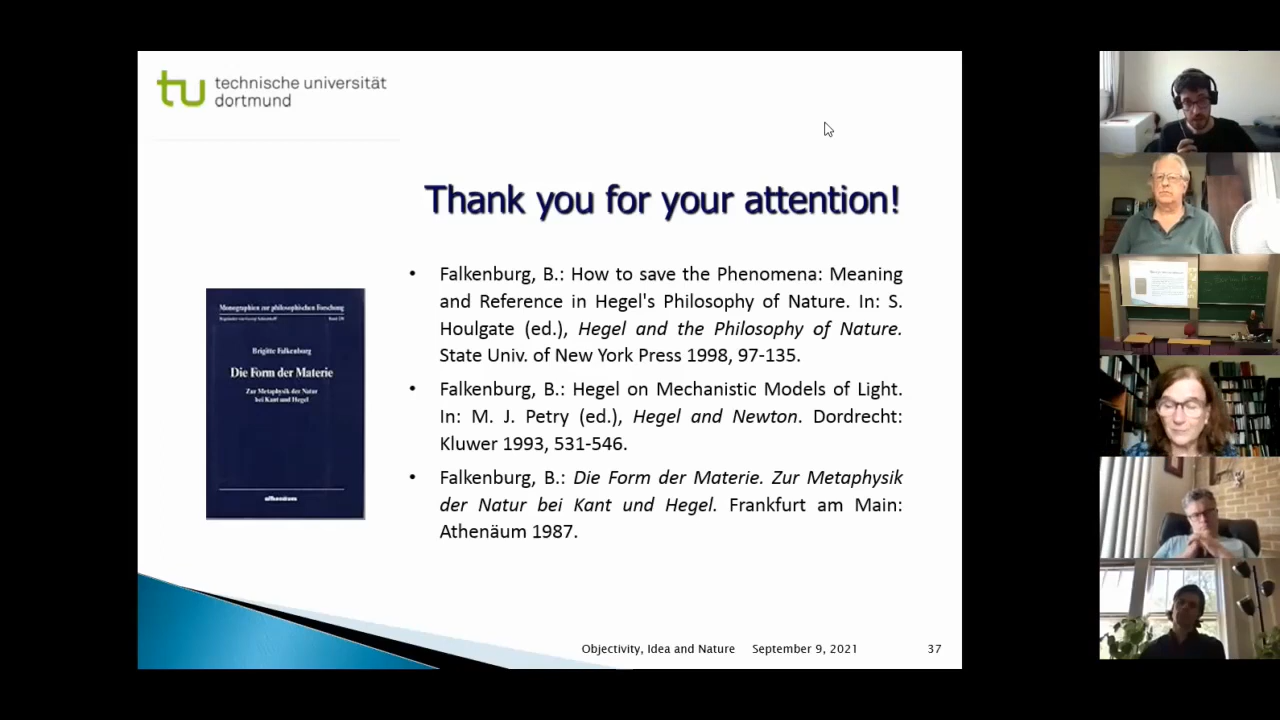 technische universität
dortmund
Thank you for your attention!
Monographien zur philosophischen Forschung
Brigitte Falkenburg
Die Form der Materie
Zur Metaphysik der Natur
bei Kant und Hegel
athenäum
• Falkenburg, B.: How to save the Phenomena: Meaning
and Reference in Hegel's Philosophy of Nature. In: S.
Houlgate (ed.), Hegel and the Philosophy of Nature.
State Univ. of New York Press 1998, 97-135.
• Falkenburg, B.: Hegel on Mechanistic Models of Light.
In: M. J. Petry (ed.), Hegel and Newton. Dordrecht:
Kluwer 1993, 531-546.
• Falkenburg, B.: Die Form der Materie. Zur Metaphysik
der Natur bei Kant und Hegel. Frankfurt am Main:
Athenäum 1987.
Objectivity, Idea and Nature September 9, 2021 37